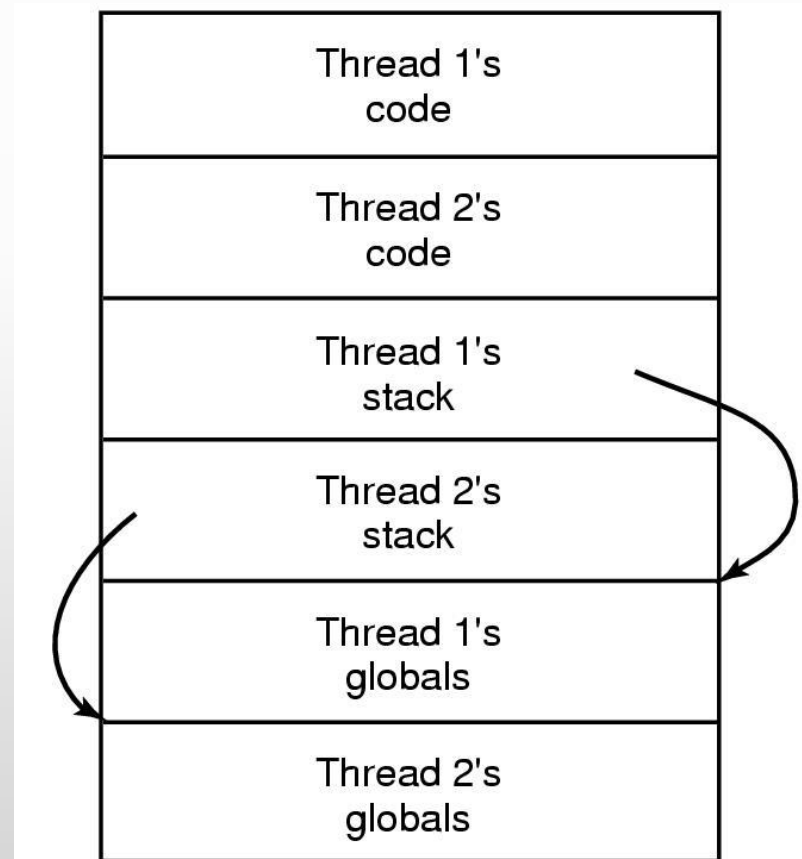 Thread 1's
code
Thread 2's
code
Thread 1's
stack
Thread 2's
stack
Thread 1's
globals
Thread 2's
globals